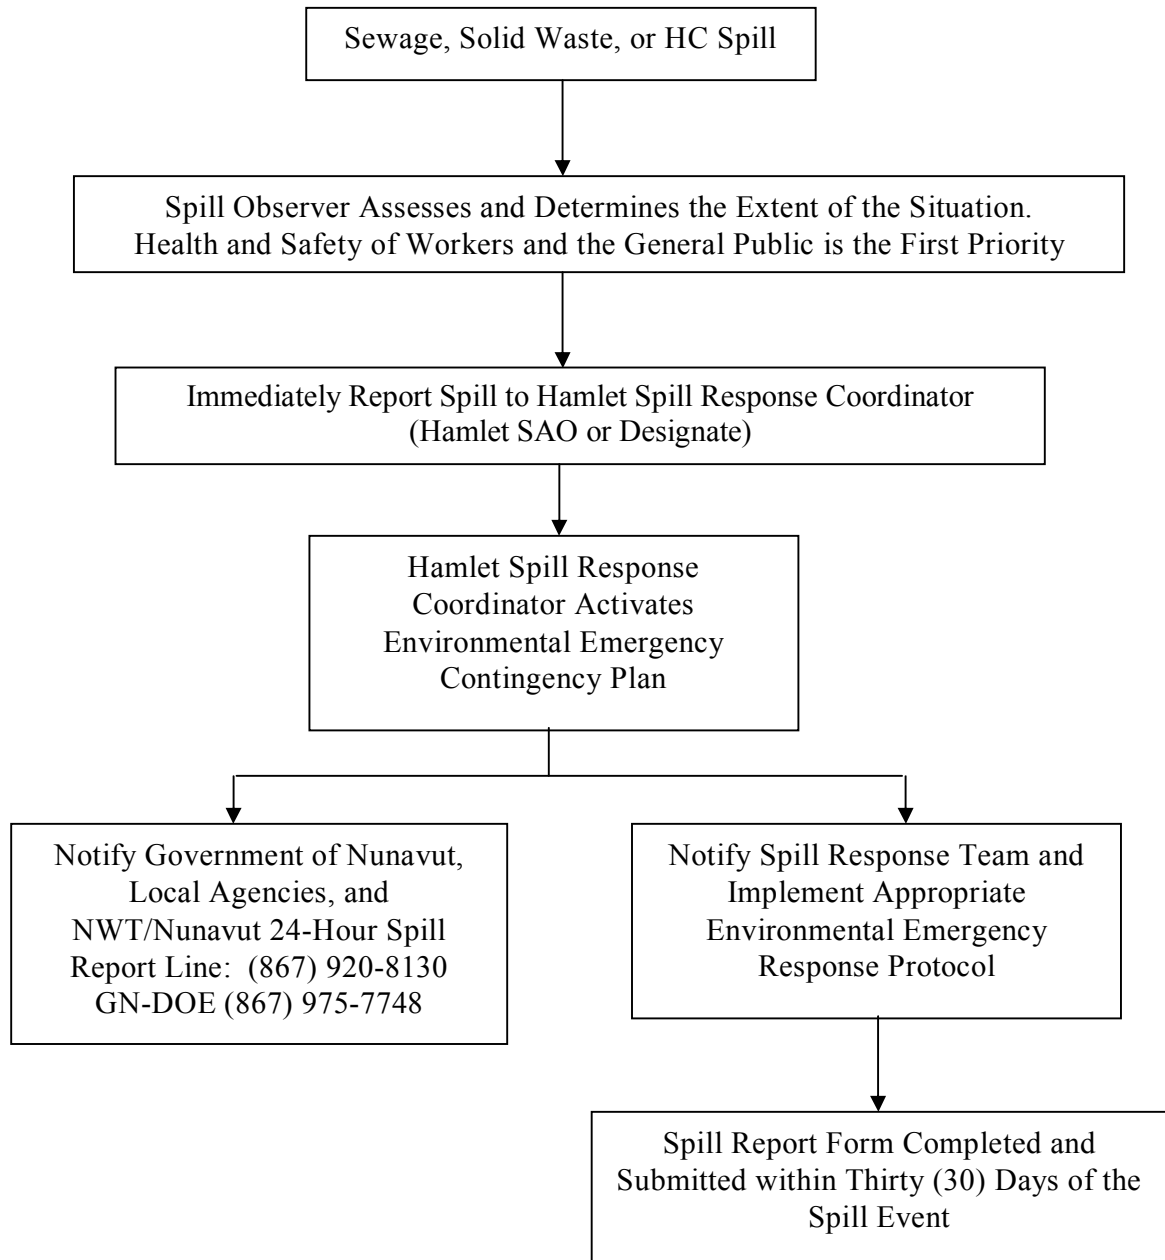 Sewage, Solid Waste, or HC Spill
Spill Observer Assesses and Determines the Extent of the Situation.
Health and Safety of Workers and the General Public is the First Priority
Immediately Report Spill to Hamlet Spill Response Coordinator
(Hamlet SAO or Designate)
Hamlet Spill Response
Coordinator Activates
Environmental Emergency
Contingency Plan
Notify Government of Nunavut,
Local Agencies, and
NWT/Nunavut 24-Hour Spill
Report Line: (867) 920-8130
GN-DOE (867) 975-7748
Notify Spill Response Team and
Implement Appropriate
Environmental Emergency
Response Protocol
Spill Report Form Completed and
Submitted within Thirty (30) Days of the
Spill Event